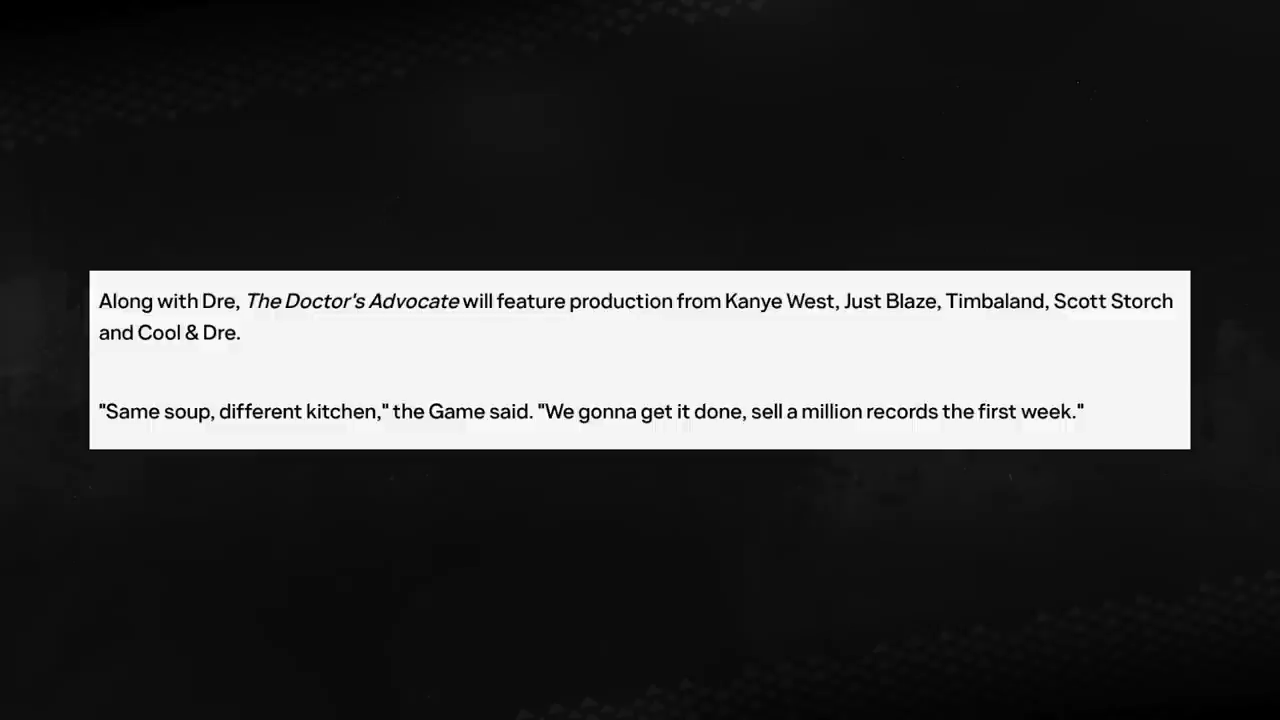 Along with Dre, The Doctor's Advocate will feature production from Kanye West, Just Blaze, Timbaland, Scott Storch
and Cool & Dre.
"Same soup, different kitchen," the Game said. "We gonna get it done, sell a million records the first week."